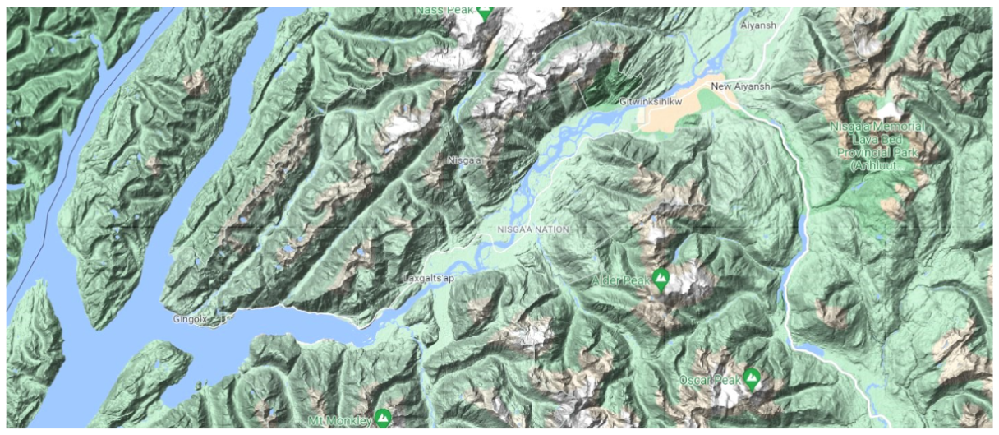 Nass Peak
Aiyansh
New Aiyansh
Gitwinksihlkw
Nisga'a Memorial
Lava Bed
Provincial Park
(Anhluut...
Nisga'a
NISGA'A NATION
Laxgalts'ap
Alder Peak
Gingolx
Oscar Peak
Mt Monkley